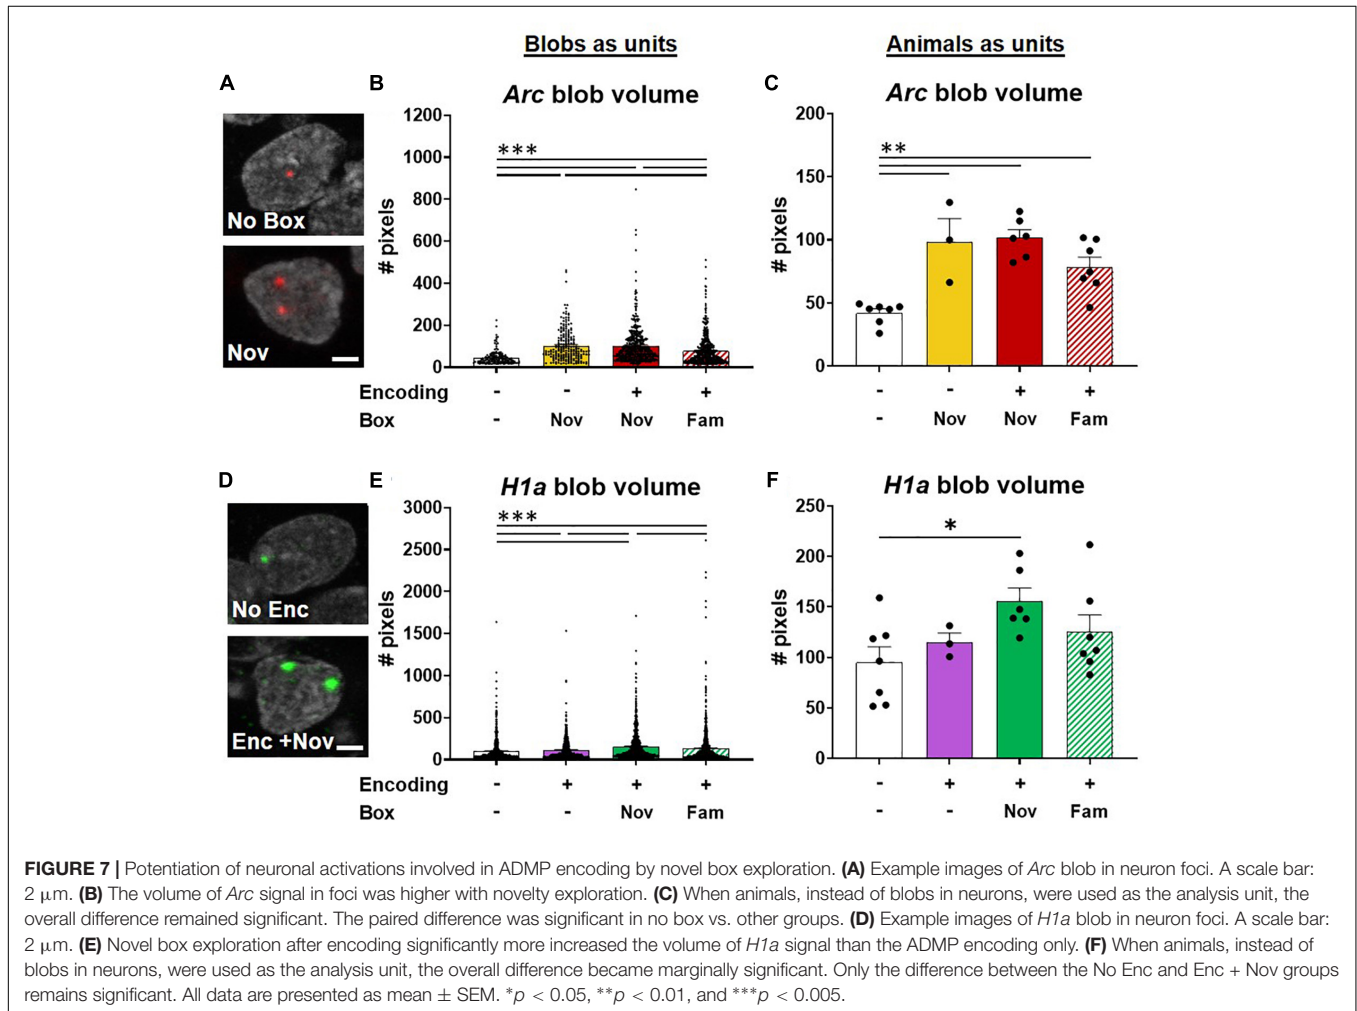 Blobs as units
Animals as units
A
B
Arc blob volume
C
Arc blob volume
No Box
Nov
# pixels
1200
1000
800
600
400
200
0
***
Encoding - - + +
Box - Nov Nov Fam
# pixels
200
150
100
50
0
**
- - + +
- Nov Nov Fam
D
E
H1a blob volume
F
H1a blob volume
No Enc
Enc +Nov
# pixels
3000
2500
2000
1500
1000
500
0
***
Encoding - + + +
Box - - Nov Fam
# pixels
250
200
150
100
50
0
*
- + + +
- - Nov Fam
FIGURE 7 | Potentiation of neuronal activations involved in ADMP encoding by novel box exploration. (A) Example images of Arc blob in neuron foci. A scale bar:
2 μm. (B) The volume of Arc signal in foci was higher with novelty exploration. (C) When animals, instead of blobs in neurons, were used as the analysis unit, the
overall difference remained significant. The paired difference was significant in no box vs. other groups. (D) Example images of H1a blob in neuron foci. A scale bar:
2 μm. (E) Novel box exploration after encoding significantly more increased the volume of H1a signal than the ADMP encoding only. (F) When animals, instead of
blobs in neurons, were used as the analysis unit, the overall difference became marginally significant. Only the difference between the No Enc and Enc + Nov groups
remains significant. All data are presented as mean ± SEM. *p < 0.05, **p < 0.01, and ***p < 0.005.